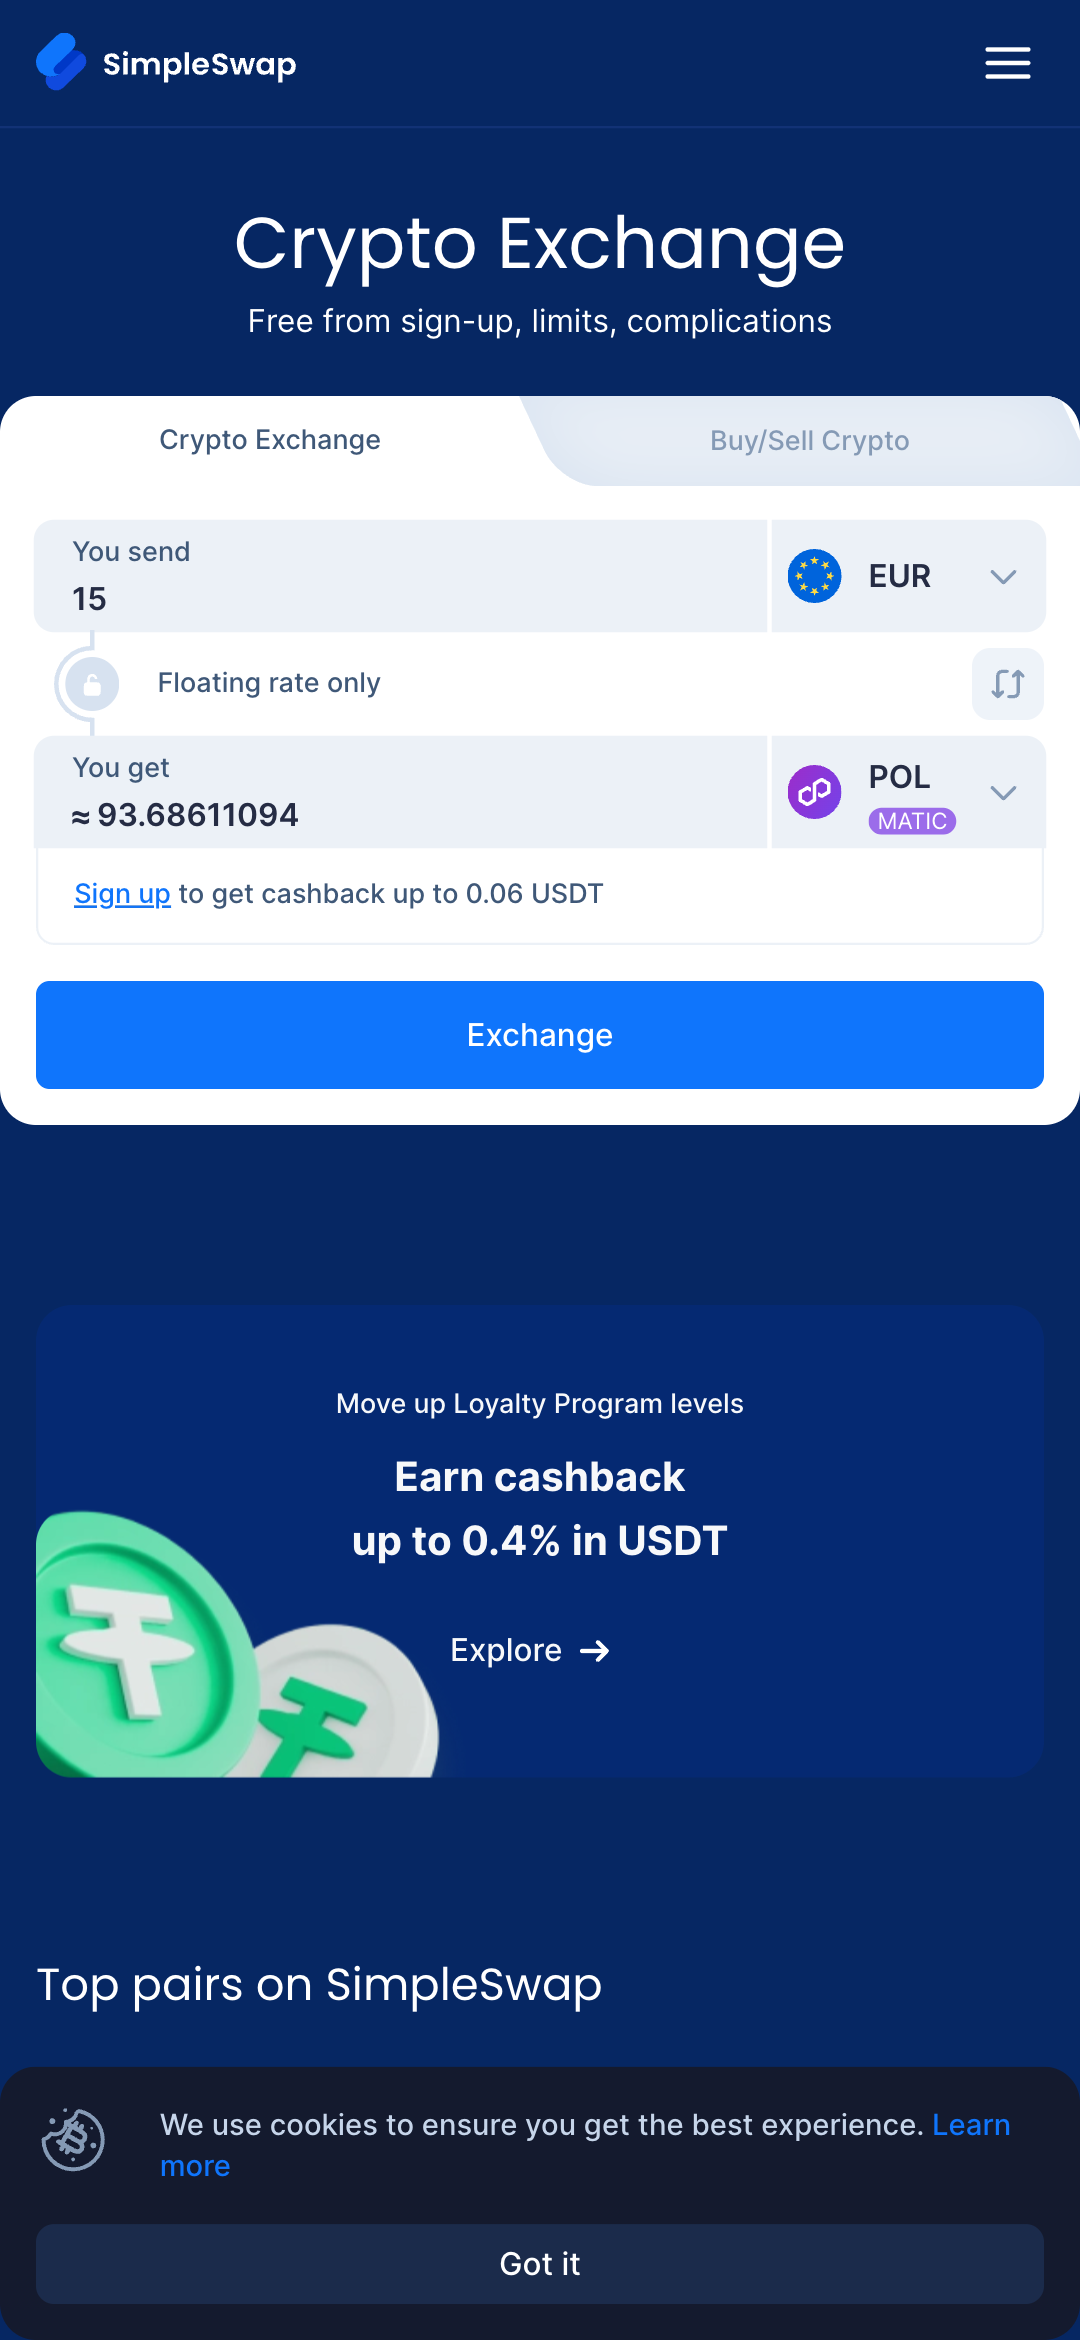 SimpleSwap
Crypto Exchange
Free from sign-up, limits, complications
Crypto Exchange
Buy/Sell Crypto
You send
15
EUR
Floating rate only
You get
≈ 93.68611094
POL
MATIC
Sign up to get cashback up to 0.06 USDT
Exchange
Move up Loyalty Program levels
Earn cashback
up to 0.4% in USDT
Explore →
Top pairs on SimpleSwap
We use cookies to ensure you get the best experience. Learn
more
Got it